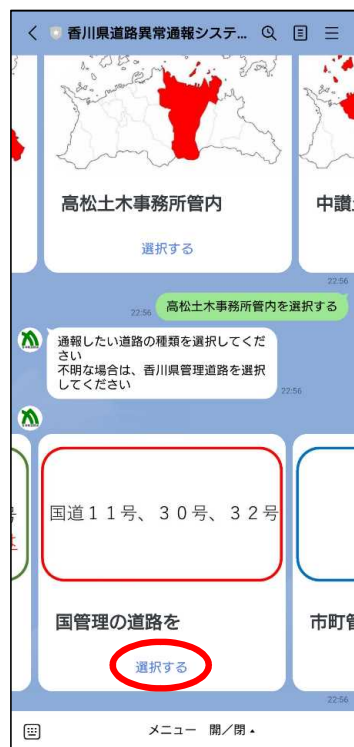 香川県道路異常通報システ...
高松土木事務所管内
中讃
選択する
22:56
22:56
高松土木事務所管内を選択する
通報したい道路の種類を選択してくだ
さい
不明な場合は、香川県管理道路を選択
してください
22:56
号
国道11号、30号、32号
国管理の道路を
市町
選択する
22:56
メニュー 開/閉